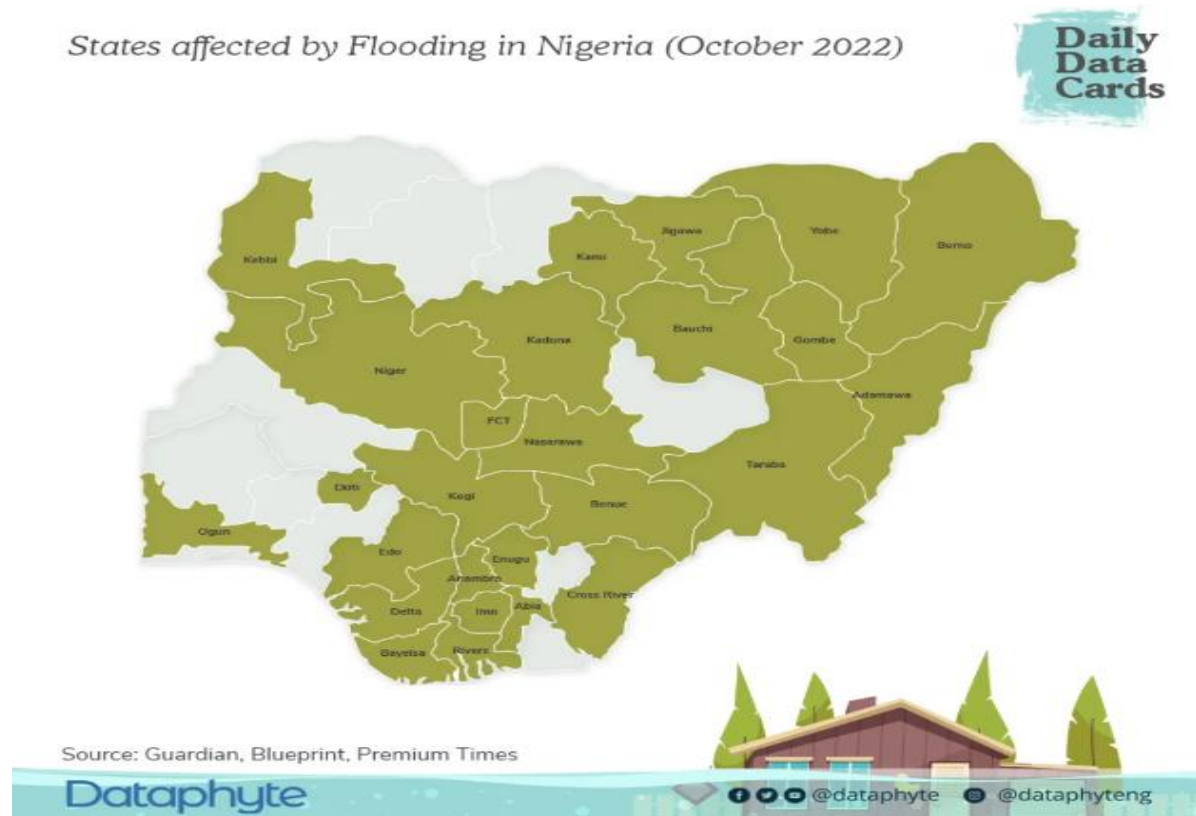 States affected by Flooding in Nigeria (October 2022)
Daily
Data
Cards
Jigawa
Yobe
Borno
Kebbi
Kano
Bauchi
Kaduna
Gombe
Niger
Adamawa
FCT
Nasarawa
Taraba
Ekiti
Kogi
Benue
Ogun
Edo
Enugu
Anambra
Cross River
Delta
Imo
Abia
Bayelsa
Rivers
Source: Guardian, Blueprint, Premium Times
Dataphyte
@dataphyte @dataphyteng